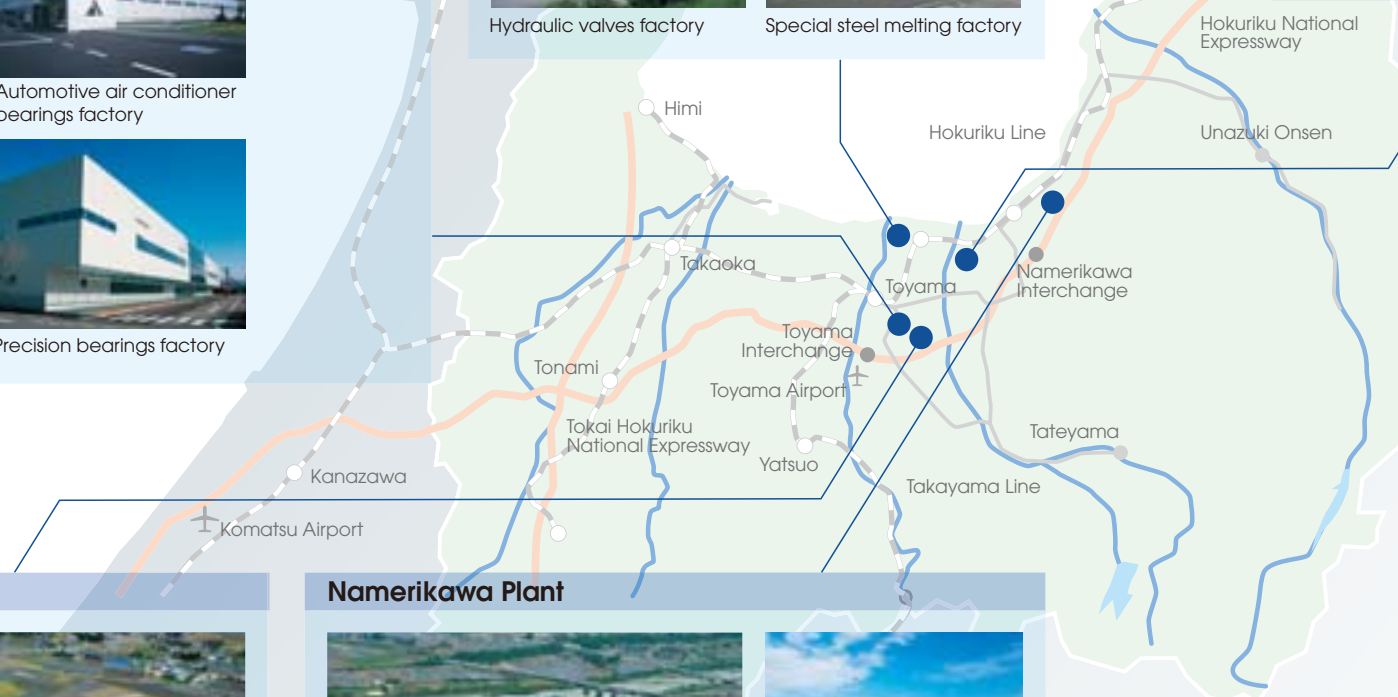 Hydraulic valves factory
Special steel melting factory
Automotive air conditioner
bearings factory
Precision bearings factory
Hokuriku National
Expressway
Himi
Hokuriku Line
Unazuki Onsen
Takaoka
Namerikawa
Interchange
Toyama
Toyama
Interchange
Tonami
Toyama Airport
Tokai Hokuriku
National Expressway
Tateyama
Yatsuo
Kanazawa
Takayama Line
Komatsu Airport
Namerikawa Plant